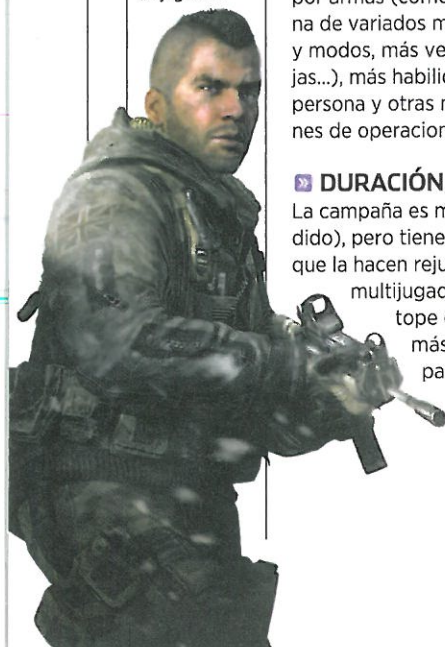 por armas (com
na de variados m
y modos, más ve
jas...), más habili
persona y otras
nes de operacion
DURACIÓN
La campaña es m
dido), pero tiene
que la hacen reju
multijugad
tope
más
pa